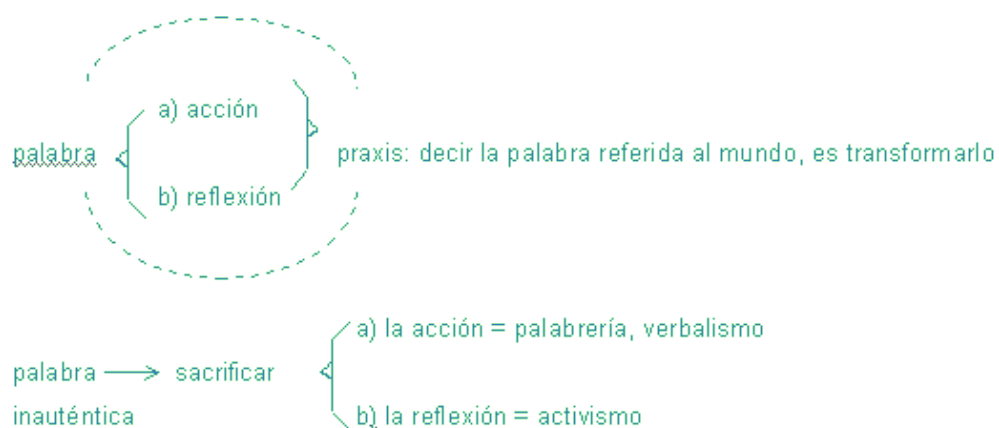 a) acción
palabra praxis: decir la palabra referida al mundo, es transformarlo
b) reflexión
a) la acción = palabrería, verbalismo
palabra → sacrificar
inauténtica b) la reflexión = activismo